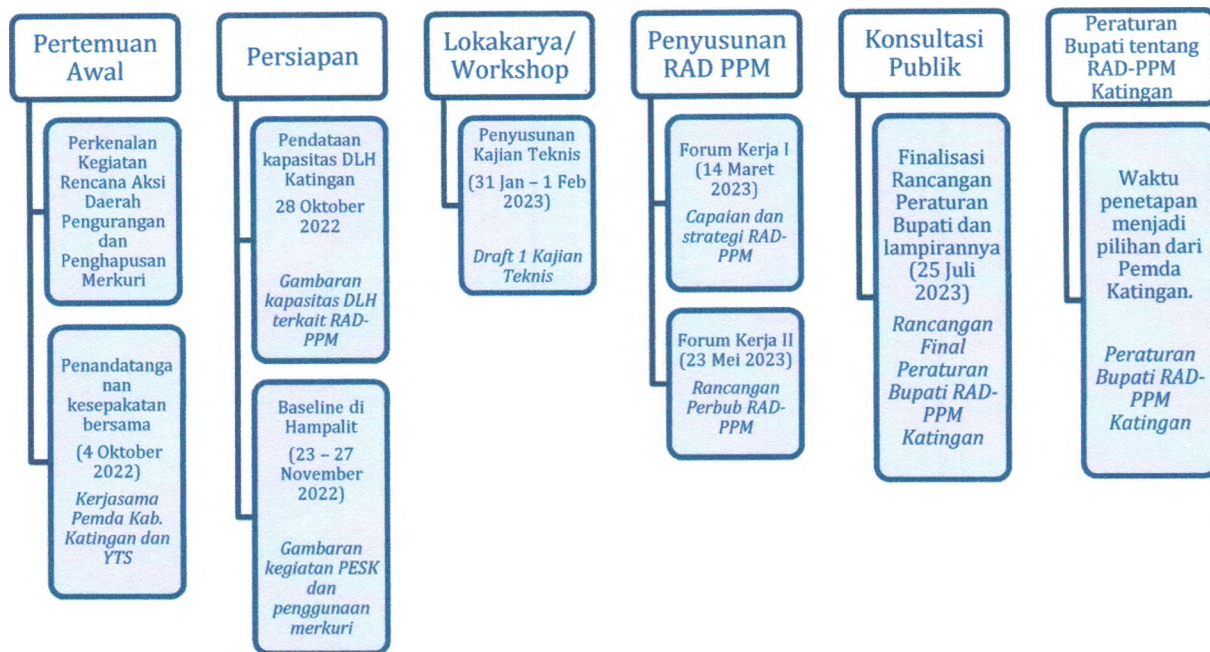 Pertemuan
Awal
Perkenalan
Kegiatan
Rencana Aksi
Daerah
Pengurangan
dan
Penghapusan
Merkuri
Penandatanga
nan
kesepakatan
bersama
(4 Oktober
2022)
Kerjasama
Pemda Kab.
Katingan dan
YTS
Persiapan
Pendataan
kapasitas DLH
Katingan
28 Oktober
2022
Gambaran
kapasitas DLH
terkait RAD-
PPM
Baseline di
Hampalit
(23 – 27
November
2022)
Gambaran
kegiatan PESK
dan
penggunaan
merkuri
Lokakarya/
Workshop
Penyusunan
Kajian Teknis
(31 Jan – 1 Feb
2023)
Draft 1 Kajian
Teknis
Penyusunan
RAD PPM
Forum Kerja I
(14 Maret
2023)
Capaian dan
strategi RAD-
PPM
Forum Kerja II
(23 Mei 2023)
Rancangan
Perbub RAD-
PPM
Konsultasi
Publik
Finalisasi
Rancangan
Peraturan
Bupati dan
lampirannya
(25 Juli
2023)
Rancangan
Final
Peraturan
Bupati RAD-
PPM
Katingan
Peraturan
Bupati tentang
RAD-PPM
Katingan
Waktu
penetapan
menjadi
pilihan dari
Pemda
Katingan.
Peraturan
Bupati RAD-
PPM
Katingan